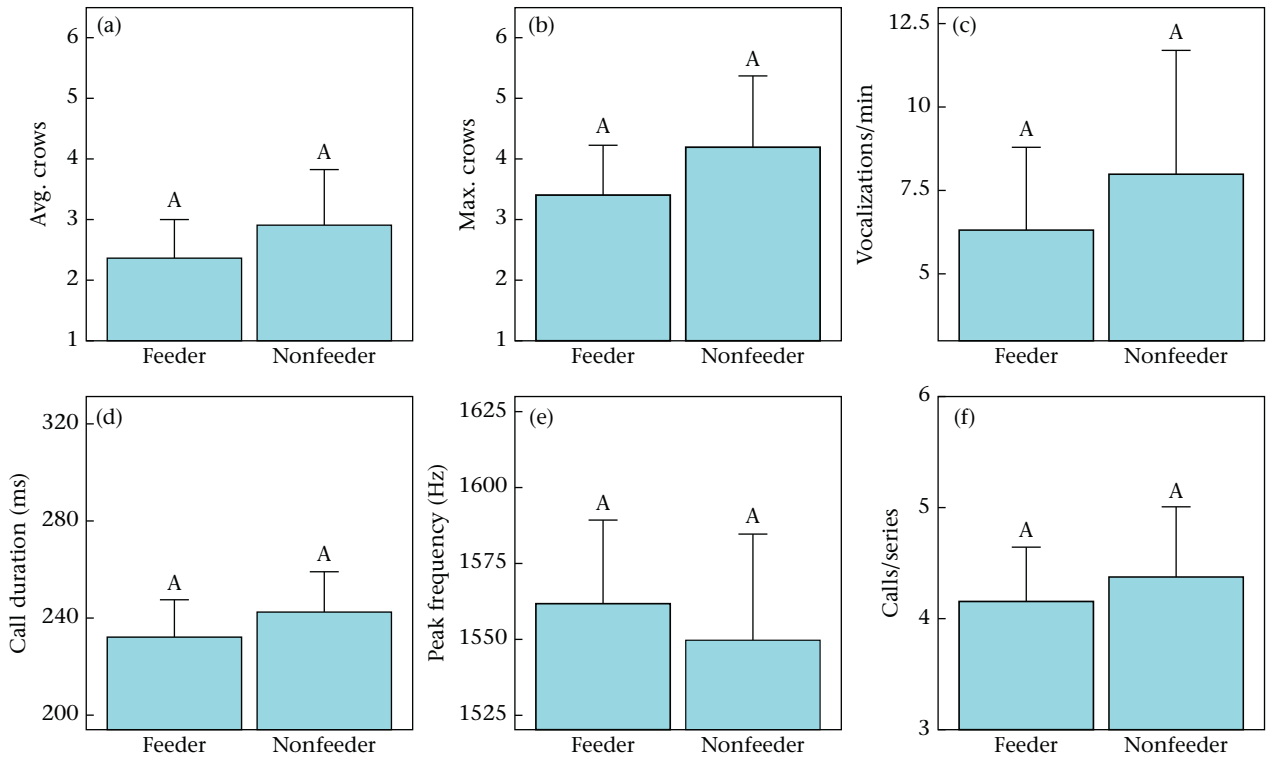 (a)
Avg. crows
6
5
4
3
2
1
A
A
Feeder
Nonfeeder
(b)
Max. crows
6
5
4
3
2
1
A
A
Feeder
Nonfeeder
(c)
Vocalizations/min
12.5
10
7.5
5
A
A
Feeder
Nonfeeder
(d)
Call duration (ms)
320
280
240
200
A
A
Feeder
Nonfeeder
(e)
Peak frequency (Hz)
1625
1600
1575
1550
1525
A
A
Feeder
Nonfeeder
(f)
Calls/series
6
5
4
3
A
A
Feeder
Nonfeeder